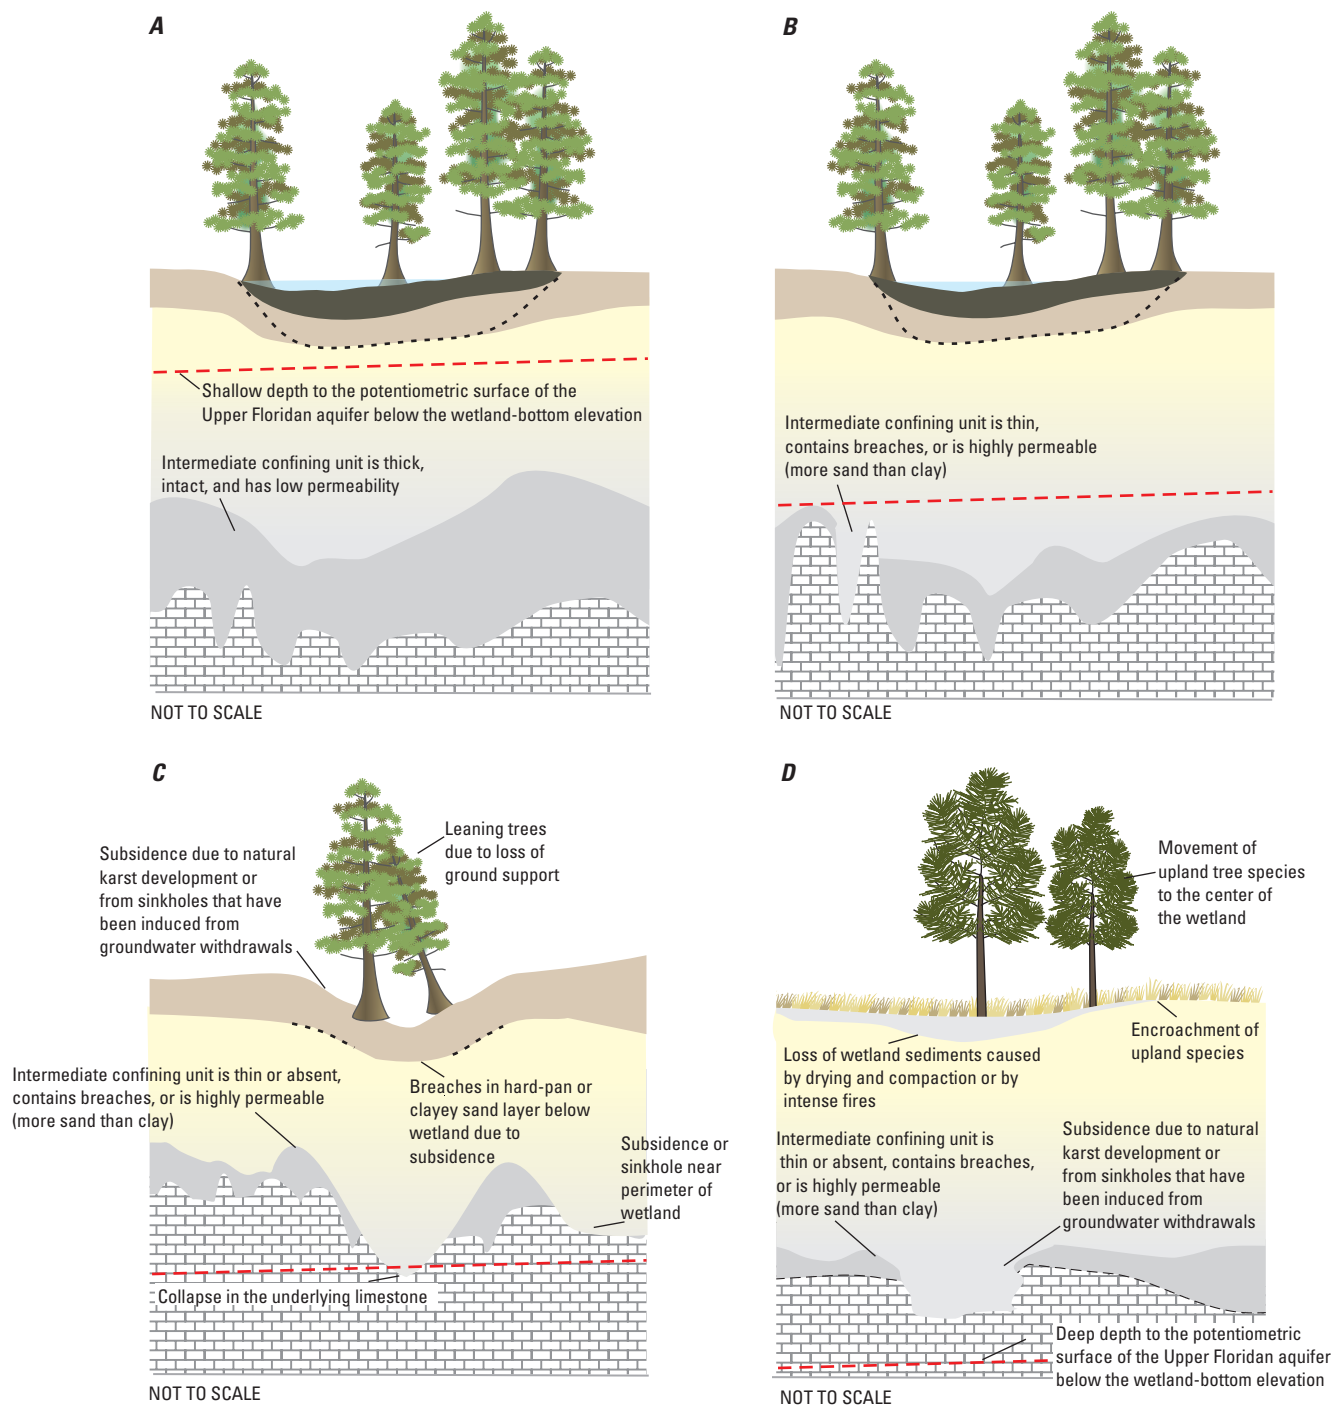 A
B
Shallow depth to the potentiometric surface of the
Upper Floridan aquifer below the wetland-bottom elevation
Intermediate confining unit is thick,
intact, and has low permeability
NOT TO SCALE
Intermediate confining unit is thin,
contains breaches, or is highly permeable
(more sand than clay)
NOT TO SCALE
C
Leaning trees
due to loss of
ground support
Subsidence due to natural
karst development or
from sinkholes that have
been induced from
groundwater withdrawals
Intermediate confining unit is thin or absent,
contains breaches, or is highly permeable
(more sand than clay)
Breaches in hard-pan or
clayey sand layer below
wetland due to
subsidence
Subsidence or
sinkhole near
perimeter of
wetland
Collapse in the underlying limestone
NOT TO SCALE
D
Movement of
upland tree species
to the center of
the wetland
Encroachment of
upland species
Loss of wetland sediments caused
by drying and compaction or by
intense fires
Intermediate confining unit is
thin or absent, contains breaches,
or is highly permeable
(more sand than clay)
Subsidence due to natural
karst development or
from sinkholes that have
been induced from
groundwater withdrawals
Deep depth to the potentiometric
surface of the Upper Floridan aquifer
below the wetland-bottom elevation
NOT TO SCALE